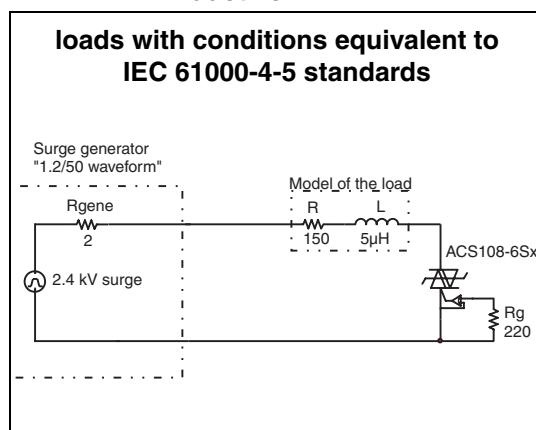 loads with conditions equivalent to
IEC 61000-4-5 standards
Surge generator
"1.2/50 waveform"
Model of the load
Rgene
2
R
150
L
5µH
ACS108-6Sx
2.4 kV surge
Rg
220